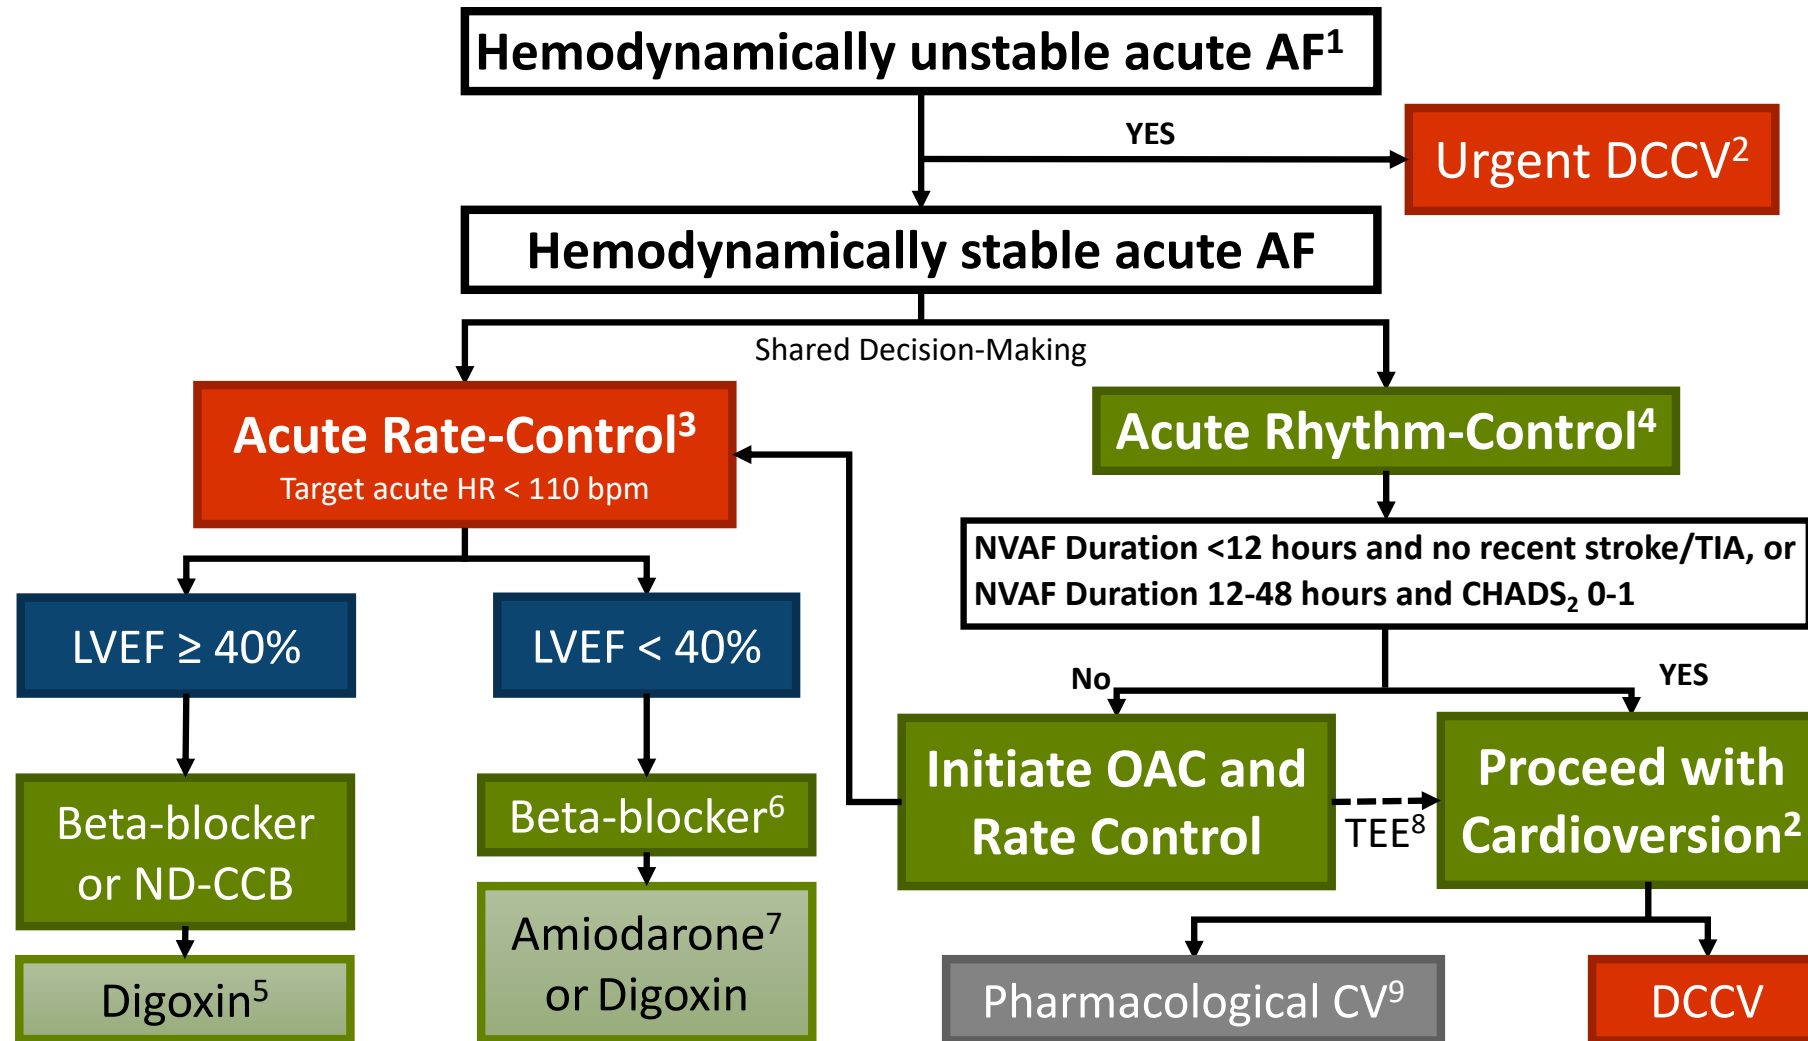 Hemodynamically unstable acute AF¹
YES
Urgent DCCV²
Hemodynamically stable acute AF
Shared Decision-Making
Acute Rate-Control³
Target acute HR < 110 bpm
Acute Rhythm-Control⁴
NVAF Duration <12 hours and no recent stroke/TIA, or
NVAF Duration 12-48 hours and CHADS₂ 0-1
LVEF ≥ 40%
LVEF < 40%
No
YES
Beta-blocker
or ND-CCB
Beta-blocker⁶
Initiate OAC and
Rate Control
TEE⁸
Proceed with
Cardioversion²
Digoxin⁵
Amiodarone⁷
or Digoxin
Pharmacological CV⁹
DCCV